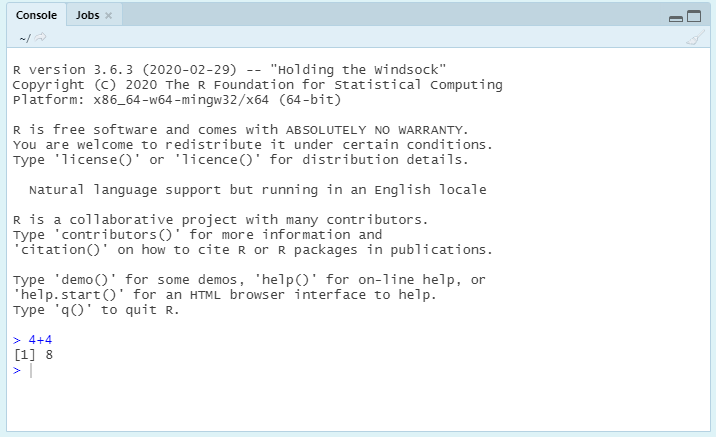 Console Jobs
~/
R version 3.6.3 (2020-02-29) -- "Holding the Windsock"
Copyright (C) 2020 The R Foundation for Statistical Computing
Platform: x86_64-w64-mingw32/x64 (64-bit)
R is free software and comes with ABSOLUTELY NO WARRANTY.
You are welcome to redistribute it under certain conditions.
Type 'license()' or 'licence()' for distribution details.
Natural language support but running in an English locale
R is a collaborative project with many contributors.
Type 'contributors()' for more information and
'citation()' on how to cite R or R packages in publications.
Type 'demo()' for some demos, 'help()' for on-line help, or
'help.start()' for an HTML browser interface to help.
Type 'q()' to quit R.
> 4+4
[1] 8
>